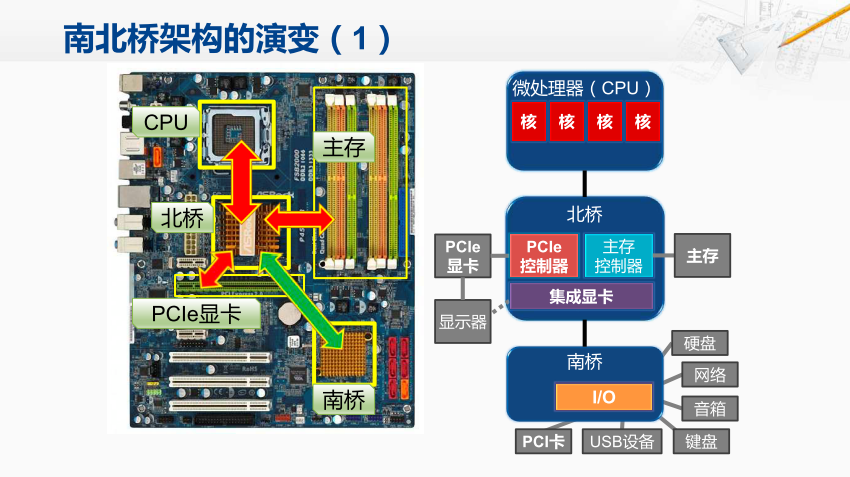 南北桥架构的演变（1）
CPU
主存
北桥
PCIe显卡
南桥
微处理器（CPU）
核 核 核 核
北桥
PCIe
控制器
主存
控制器
集成显卡
PCIe
显卡
主存
显示器
南桥
I/O
硬盘
网络
音箱
PCI卡
USB设备
键盘